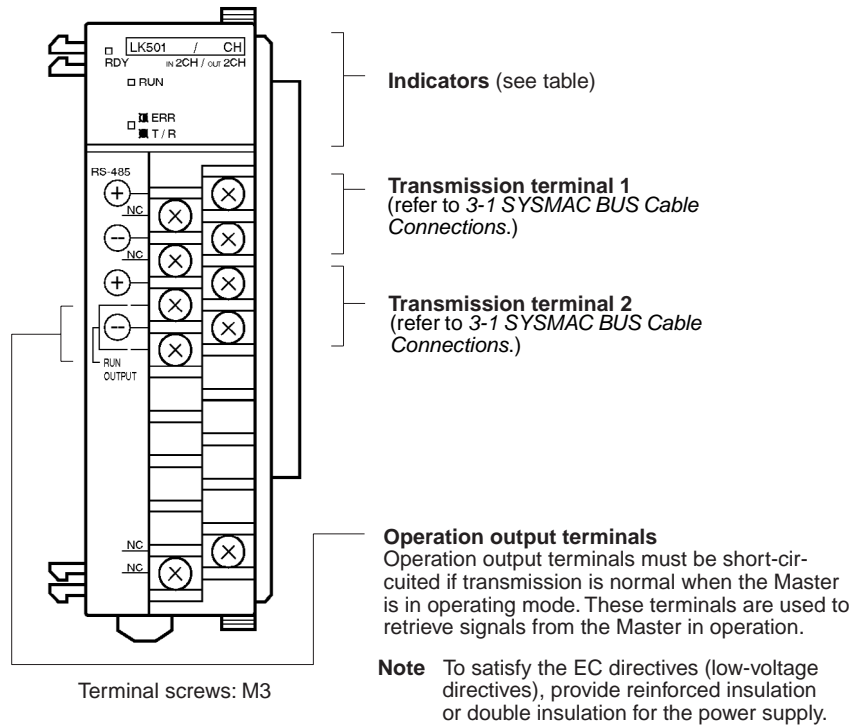 LK501 / CH
RDY
IN 2CH / OUT 2CH
RUN
ERR
T / R
RS-485
+
NC
--
NC
+
--
RUN
OUTPUT
NC
NC
Indicators (see table)
Transmission terminal 1
(refer to 3-1 SYSMAC BUS Cable
Connections.)
Transmission terminal 2
(refer to 3-1 SYSMAC BUS Cable
Connections.)
Operation output terminals
Operation output terminals must be short-cir-
cuited if transmission is normal when the Master
is in operating mode. These terminals are used to
retrieve signals from the Master in operation.
Terminal screws: M3
Note To satisfy the EC directives (low-voltage
directives), provide reinforced insulation
or double insulation for the power supply.